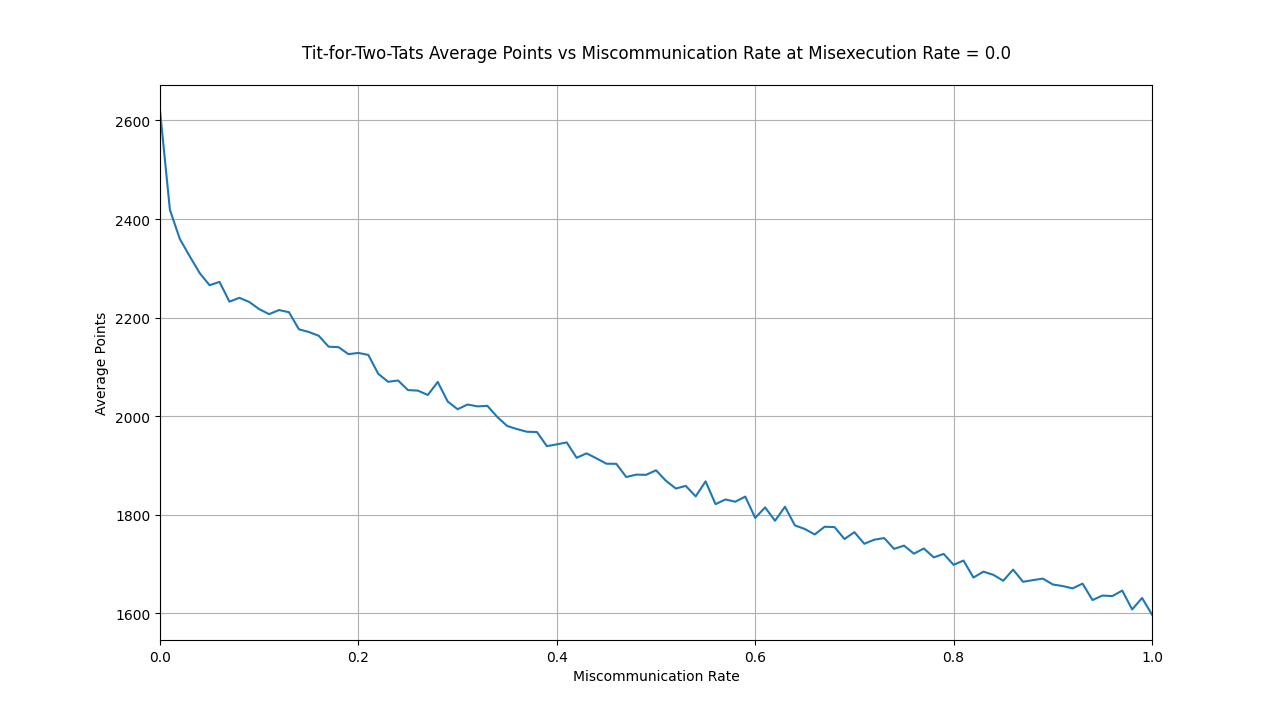 Tit-for-Two-Tats Average Points vs Miscommunication Rate at Misexecution Rate = 0.0
2600
2400
2200
2000
1800
1600
Average Points
0.0 0.2 0.4 0.6 0.8 1.0
Miscommunication Rate